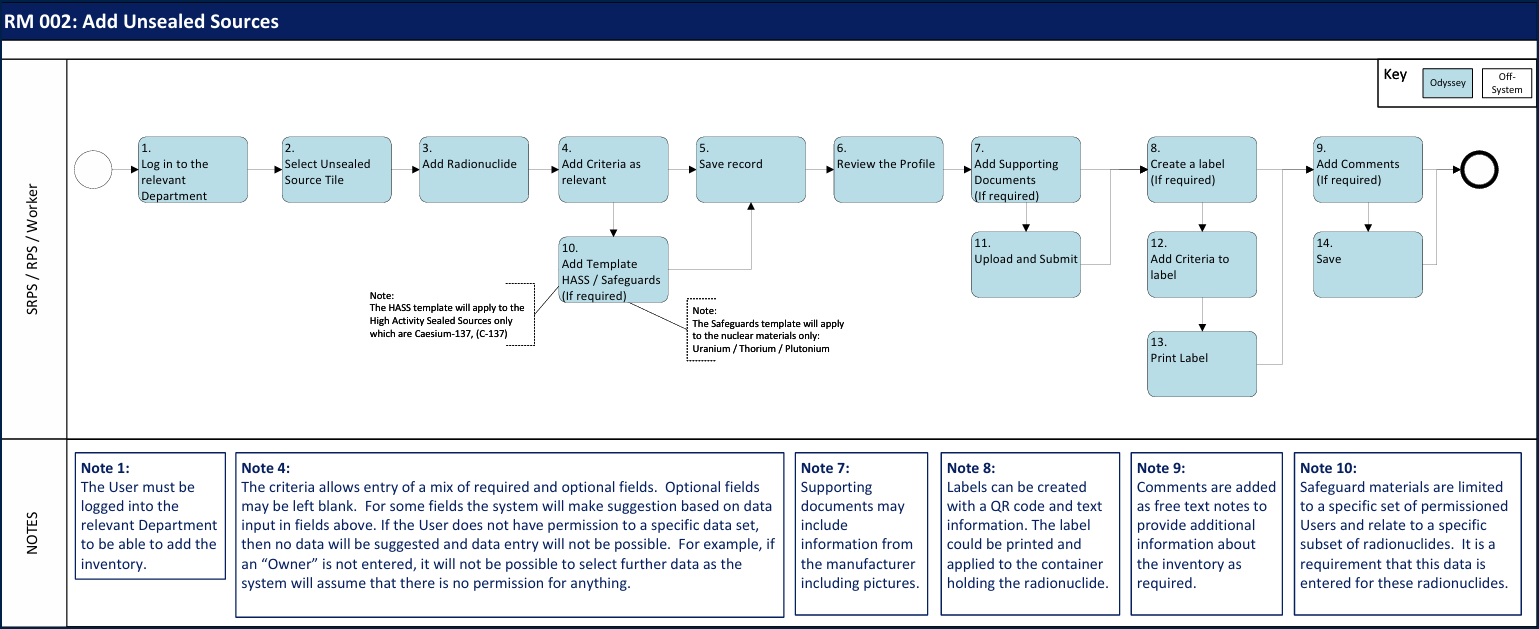 RM 002: Add Unsealed Sources
Key
Odyssey
Off-
System
SRPS / RPS / Worker
1.
Log in to the
relevant
Department
2.
Select Unsealed
Source Tile
3.
Add Radionuclide
4.
Add Criteria as
relevant
5.
Save record
6.
Review the Profile
7.
Add Supporting
Documents
(If required)
8.
Create a label
(If required)
9.
Add Comments
(If required)
10.
Add Template
HASS / Safeguards
(If required)
11.
Upload and Submit
12.
Add Criteria to
label
14.
Save
13.
Print Label
Note:
The HASS template will apply to the
High Activity Sealed Sources only
which are Caesium-137, (C-137)
Note:
The Safeguards template will apply
to the nuclear materials only:
Uranium / Thorium / Plutonium
NOTES
Note 1:
The User must be
logged into the
relevant Department
to be able to add the
inventory.
Note 4:
The criteria allows entry of a mix of required and optional fields.  Optional fields
may be left blank.  For some fields the system will make suggestion based on data
input in fields above. If the User does not have permission to a specific data set,
then no data will be suggested and data entry will not be possible.  For example, if
an “Owner” is not entered, it will not be possible to select further data as the
system will assume that there is no permission for anything.
Note 7:
Supporting
documents may
include
information from
the manufacturer
including pictures.
Note 8:
Labels can be created
with a QR code and text
information. The label
could be printed and
applied to the container
holding the radionuclide.
Note 9:
Comments are added
as free text notes to
provide additional
information about
the inventory as
required.
Note 10:
Safeguard materials are limited
to a specific set of permissioned
Users and relate to a specific
subset of radionuclides.  It is a
requirement that this data is
entered for these radionuclides.